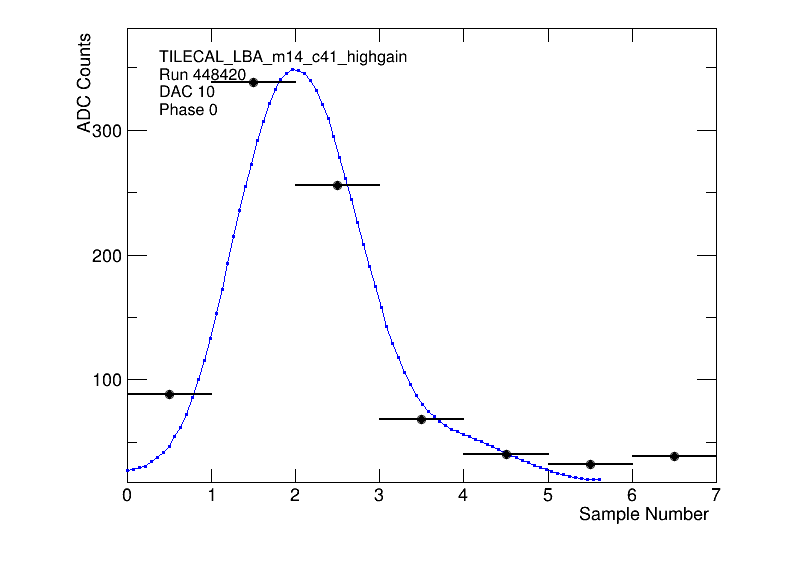 TILECAL_LBA_m14_c41_highgain
Run 448420
DAC 10
Phase 0
ADC Counts
300
200
100
0 1 2 3 4 5 6 7
Sample Number